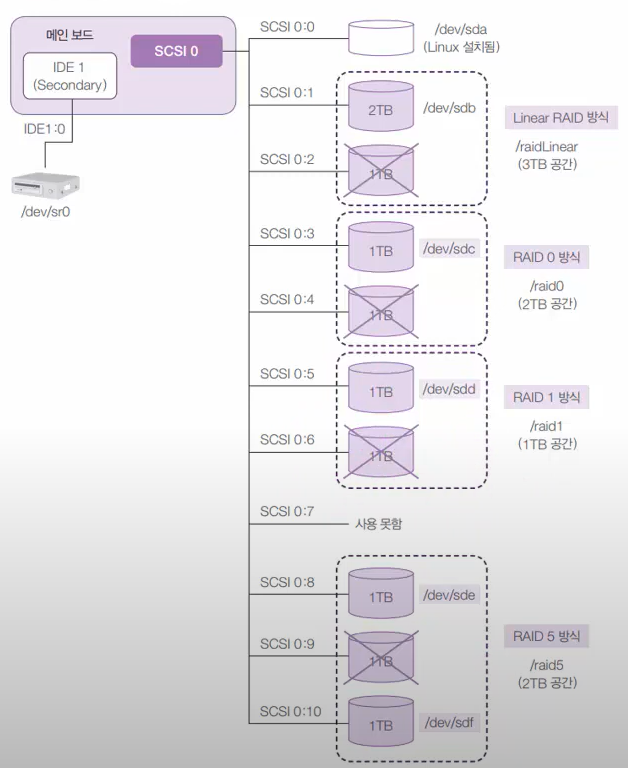 메인 보드
SCSI 0
IDE 1
(Secondary)
IDE1:0
/dev/sr0
SCSI 0:0
/dev/sda
(Linux 설치됨)
SCSI 0:1
2TB
/dev/sdb
Linear RAID 방식
/raidLinear
(3TB 공간)
SCSI 0:2
1TB
SCSI 0:3
1TB
/dev/sdc
RAID 0 방식
/raid0
(2TB 공간)
SCSI 0:4
1TB
SCSI 0:5
1TB
/dev/sdd
RAID 1 방식
/raid1
(1TB 공간)
SCSI 0:6
1TB
SCSI 0:7
사용 못함
SCSI 0:8
1TB
/dev/sde
RAID 5 방식
/raid5
(2TB 공간)
SCSI 0:9
1TB
SCSI 0:10
1TB
/dev/sdf